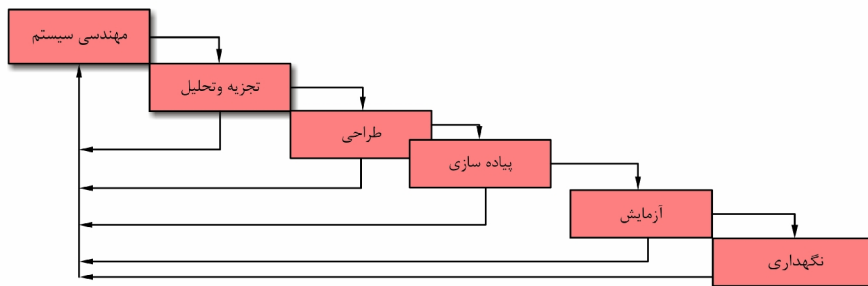 مهندسی سیستم
تجزیه وتحلیل
طراحی
پیاده سازی
آزمایش
نگهداری